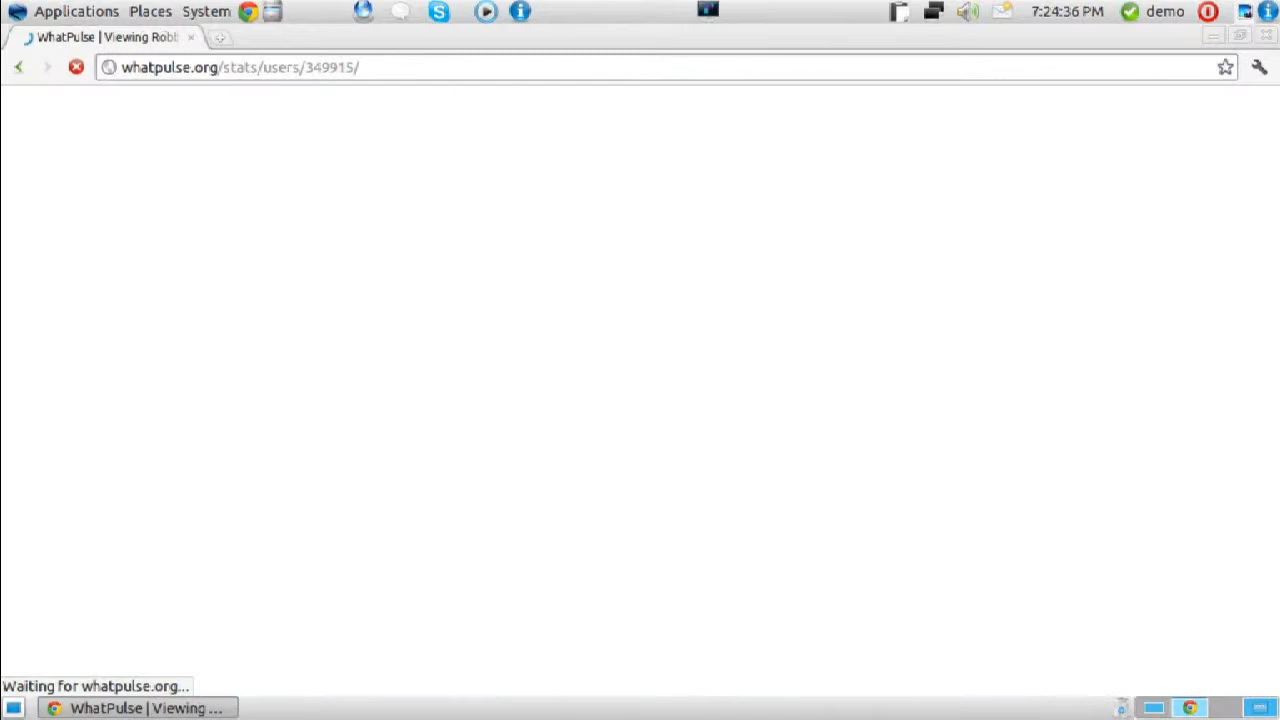 Applications Places System
7:24:36 PM demo
WhatPulse | Viewing Robb
whatpulse.org/stats/users/349915/
Waiting for whatpulse.org...
WhatPulse | Viewing ...